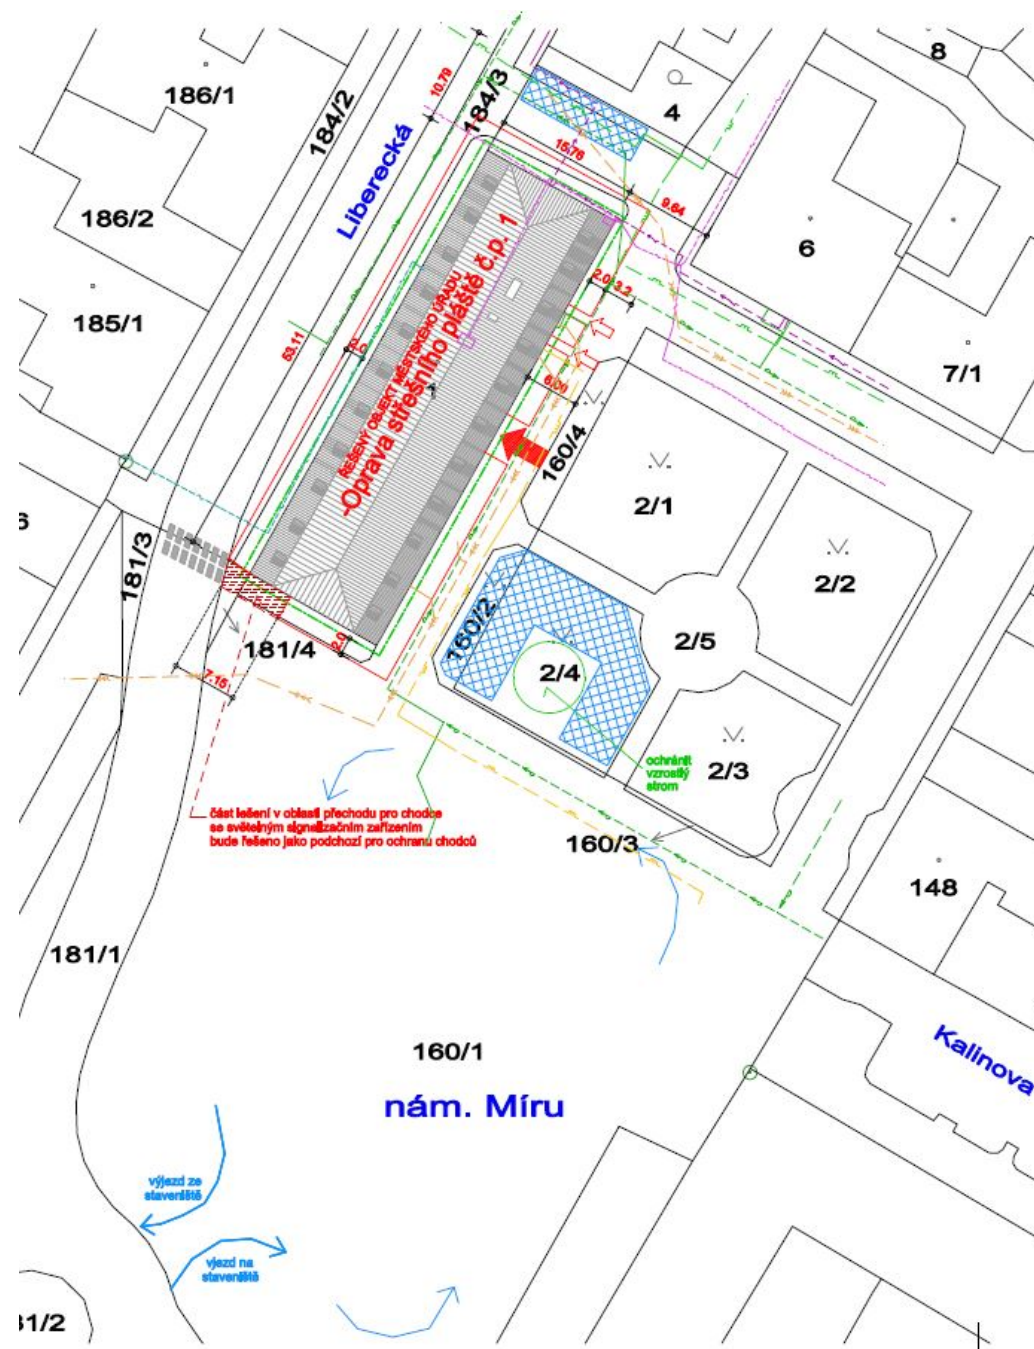 8
186/1
184/2
10.79
184/3
4
15.76
Liberecká
186/2
9.64
6
185/1
53.11
2.0
3.2
7/1
ŘEŠENÝ OBJEKT MĚSTSKÉHO ÚŘADU
-Oprava střešního pláště č.p. 1
1
6.00
160/4
2/1
6
181/3
2/2
160/2
181/4
2.0
2/5
2/4
7.15
2/3
ochránit
vzrostlý
strom
část lešení v oblasti přechodu pro chodce
se světelným signalizačním zařízením
bude řešeno jako podchozí pro ochranu chodců
160/3
148
181/1
160/1
Kalinova
nám. Míru
výjezd ze
staveniště
vjezd na
staveniště
31/2